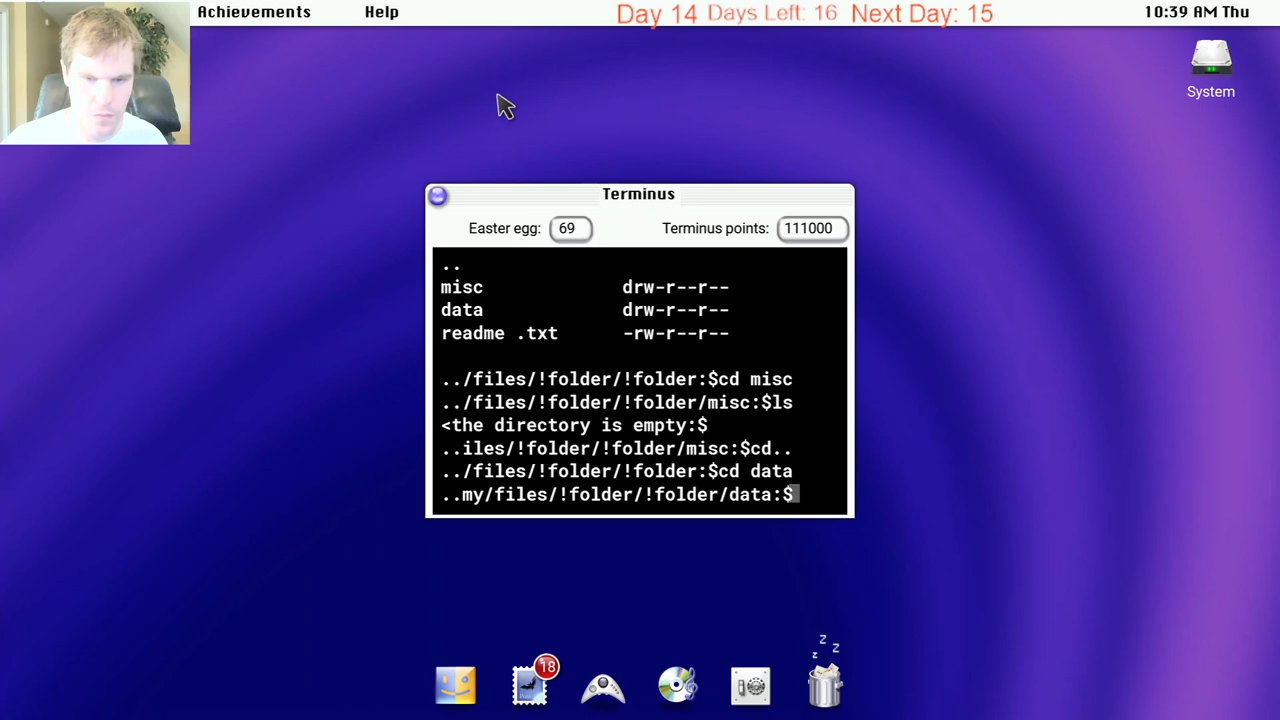 Achievements Help Day 14 Days Left: 16 Next Day: 15 10:39 AM Thu
System
Terminus
Easter egg: 69 Terminus points: 111000
..
misc drw-r--r--
data drw-r--r--
readme .txt -rw-r--r--
../files/!folder/!folder:$cd misc
../files/!folder/!folder/misc:$ls
<the directory is empty:$
..iles/!folder/!folder/misc:$cd..
../files/!folder/!folder:$cd data
..my/files/!folder/!folder/data:$
z z
z
18